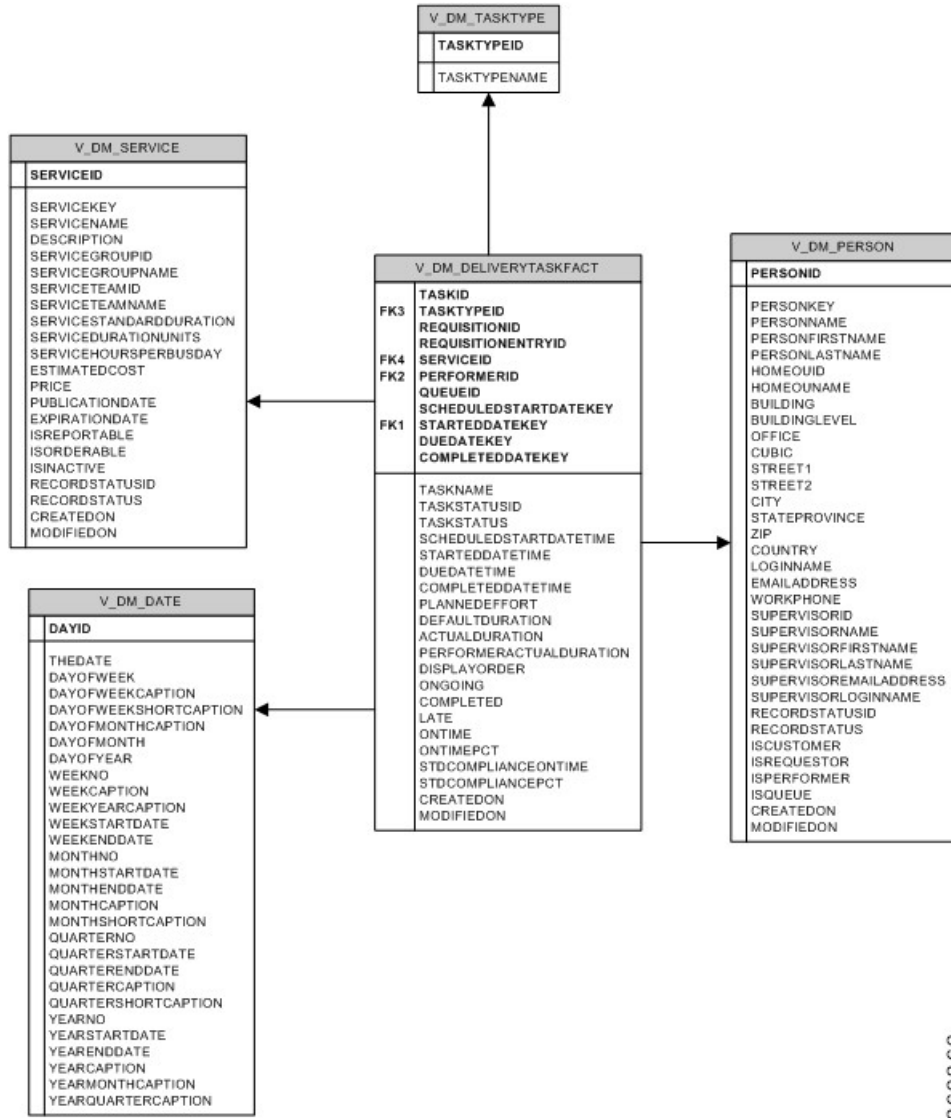 V_DM_TASKTYPE
TASKTYPEID
TASKTYPENAME
V_DM_SERVICE
SERVICEID
SERVICEKEY
SERVICENAME
DESCRIPTION
SERVICEGROUPID
SERVICEGROUPNAME
SERVICETEAMID
SERVICETEAMNAME
SERVICESTANDARDDURATION
SERVICEDURATIONUNITS
SERVICEHOURSPERBUSDAY
ESTIMATEDCOST
PRICE
PUBLICATIONDATE
EXPIRATIONDATE
ISREPORTABLE
ISORDERABLE
ISINACTIVE
RECORDSTATUSID
RECORDSTATUS
CREATEDON
MODIFIEDON
V_DM_DELIVERYTASKFACT
TASKID
FK3 TASKTYPEID
REQUISITIONID
REQUISITIONENTRYID
FK4 SERVICEID
FK2 PERFORMERID
QUEUEID
SCHEDULEDSTARTDATEKEY
FK1 STARTEDDATEKEY
DUEDATEKEY
COMPLETEDDATEKEY
TASKNAME
TASKSTATUSID
TASKSTATUS
SCHEDULEDSTARTDATETIME
STARTEDDATETIME
DUEDATETIME
COMPLETEDDATETIME
PLANNEDEFFORT
DEFAULTDURATION
ACTUALDURATION
PERFORMERACTUALDURATION
DISPLAYORDER
ONGOING
COMPLETED
LATE
ONTIME
ONTIMEPCT
STDCOMPLIANCEONTIME
STDCOMPLIANCEPCT
CREATEDON
MODIFIEDON
V_DM_PERSON
PERSONID
PERSONKEY
PERSONNAME
PERSONFIRSTNAME
PERSONLASTNAME
HOMEOUID
HOMEOUNAME
BUILDING
BUILDINGLEVEL
OFFICE
CUBIC
STREET1
STREET2
CITY
STATEPROVINCE
ZIP
COUNTRY
LOGINNAME
EMAILADDRESS
WORKPHONE
SUPERVISORID
SUPERVISORNAME
SUPERVISORFIRSTNAME
SUPERVISORLASTNAME
SUPERVISOREMAILADDRESS
SUPERVISORLOGINNAME
RECORDSTATUSID
RECORDSTATUS
ISCUSTOMER
ISREQUESTOR
ISPERFORMER
ISQUEUE
CREATEDON
MODIFIEDON
V_DM_DATE
DAYID
THEDATE
DAYOFWEEK
DAYOFWEEKCAPTION
DAYOFWEEKSHORTCAPTION
DAYOFMONTHCAPTION
DAYOFMONTH
DAYOFYEAR
WEEKNO
WEEKCAPTION
WEEKYEARCAPTION
WEEKSTARTDATE
WEEKENDDATE
MONTHNO
MONTHSTARTDATE
MONTHENDDATE
MONTHCAPTION
MONTHSHORTCAPTION
QUARTERNO
QUARTERSTARTDATE
QUARTERENDDATE
QUARTERCAPTION
QUARTERSHORTCAPTION
YEARNO
YEARSTARTDATE
YEARENDDATE
YEARCAPTION
YEARMONTHCAPTION
YEARQUARTERCAPTION